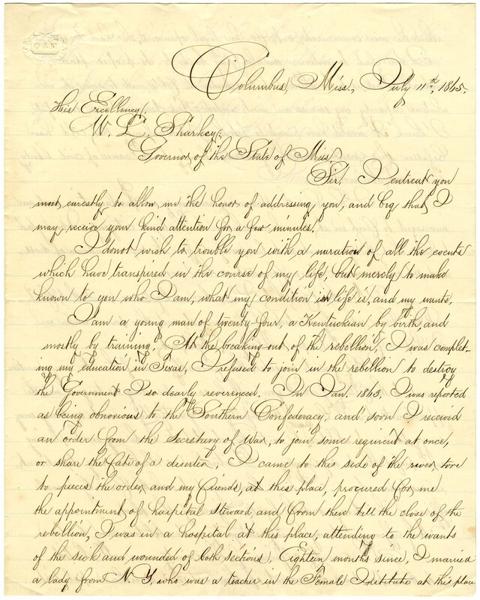 Columbus, Miss, July 11th, 1865.
His Excellency,
W. L. Sharkey,
Governor of the State of Miss,
Sir, I entreat you
most earestly to allow me the honor of addressing you, and beg that I
may receive your kind attention for a few minutes.
I do not wish to trouble you with a naration of all the events
which have transpired in the course of my life, but merely to make
known to you who I am, what my condition in life is, and my wants.
I am a young man of twenty-four, a Kentuckian by birth, and
mostly by training. At the breaking out of the rebellion, I was complet-
ing my education in Texas, I refused to join in the rebellion to destroy
the Government I so dearly reverenced. In Jan. 1863, I was reported
as being obnoxious to the Southern Confederacy, and soon I received
an order from the Secretary of War, to join some regiment at once,
or share the fate of a deserter. I came to this side of the river, tore
to pieces the order, and my friends, at this place, procured for me
the appointment of hospital Steward, and from then till the close of the
rebellion, I was in a hospital at this place, attending to the wants
of the sick and wounded of both sections. Eighteen months since, I married
a lady from N. Y. who was a teacher in the Female Institute at this place